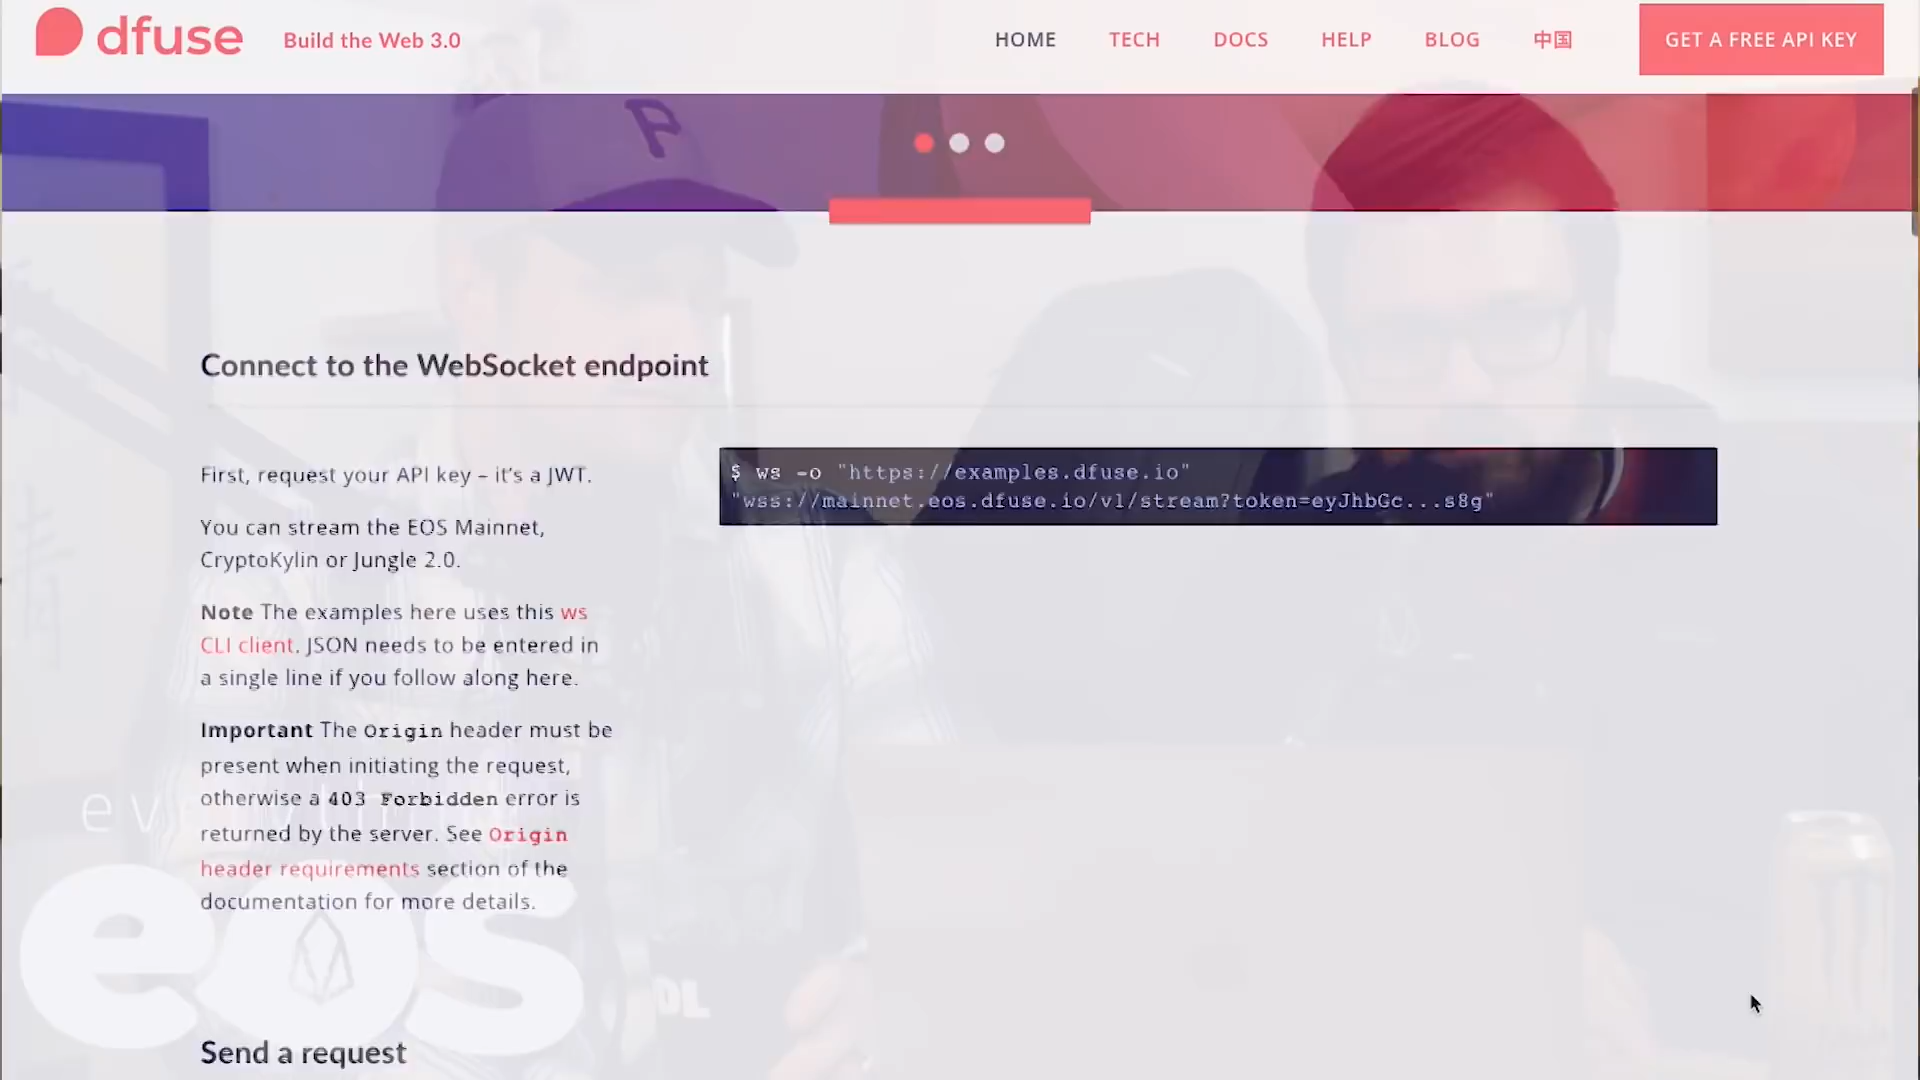 dfuse
Build the Web 3.0
HOME
TECH
DOCS
HELP
BLOG
中国
GET A FREE API KEY
P
Connect to the WebSocket endpoint
First, request your API key – it's a JWT.
You can stream the EOS Mainnet,
CryptoKylin or Jungle 2.0.
Note The examples here uses this ws
CLI client. JSON needs to be entered in
a single line if you follow along here.
Important The Origin header must be
present when initiating the request,
otherwise a 403 Forbidden error is
returned by the server. See Origin
header requirements section of the
documentation for more details.
$ ws -o "https://examples.dfuse.io"
"wss://mainnet.eos.dfuse.io/v1/stream?token=eyJhbGc...s8g"
eos
Send a request